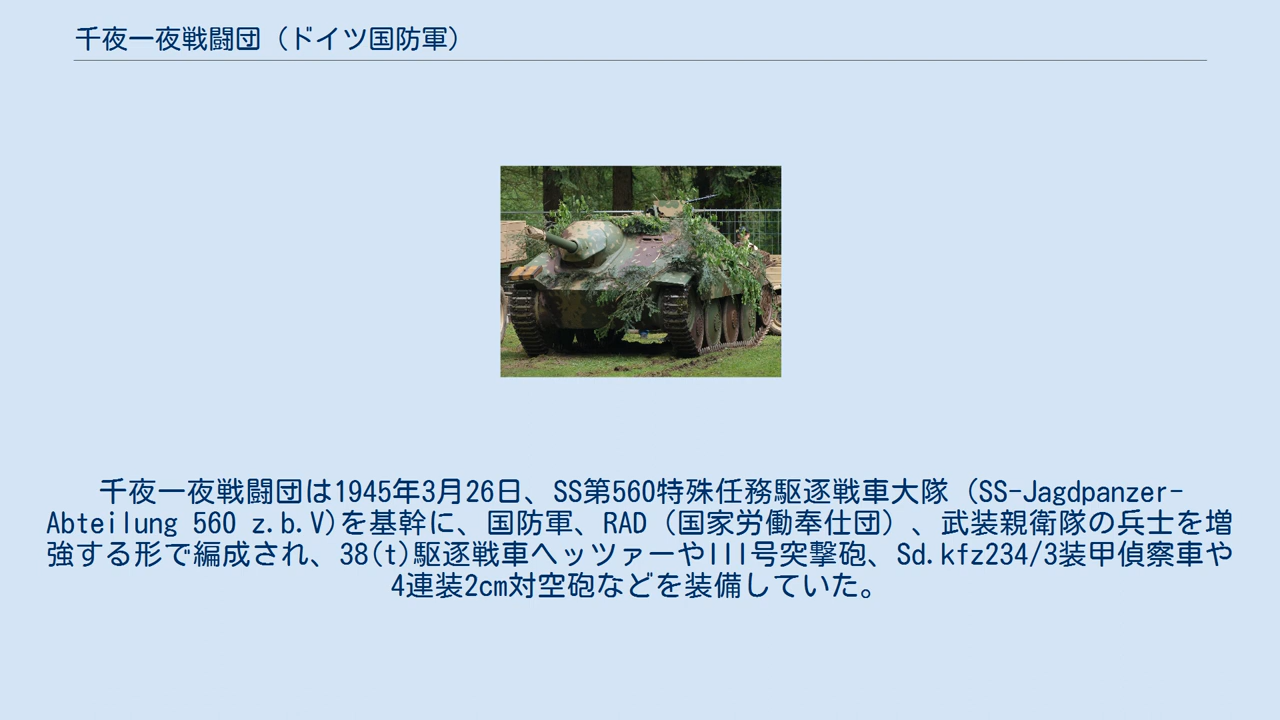 千夜一夜戦闘団（ドイツ国防軍）
千夜一夜戦闘団は1945年3月26日、SS第560特殊任務駆逐戦車大隊（SS-Jagdpanzer-
Abteilung 560 z.b.V)を基幹に、国防軍、RAD（国家労働奉仕団）、武装親衛隊の兵士を増
強する形で編成され、38(t)駆逐戦車ヘッツァーやIII号突撃砲、Sd.kfz234/3装甲偵察車や
4連装2cm対空砲などを装備していた。